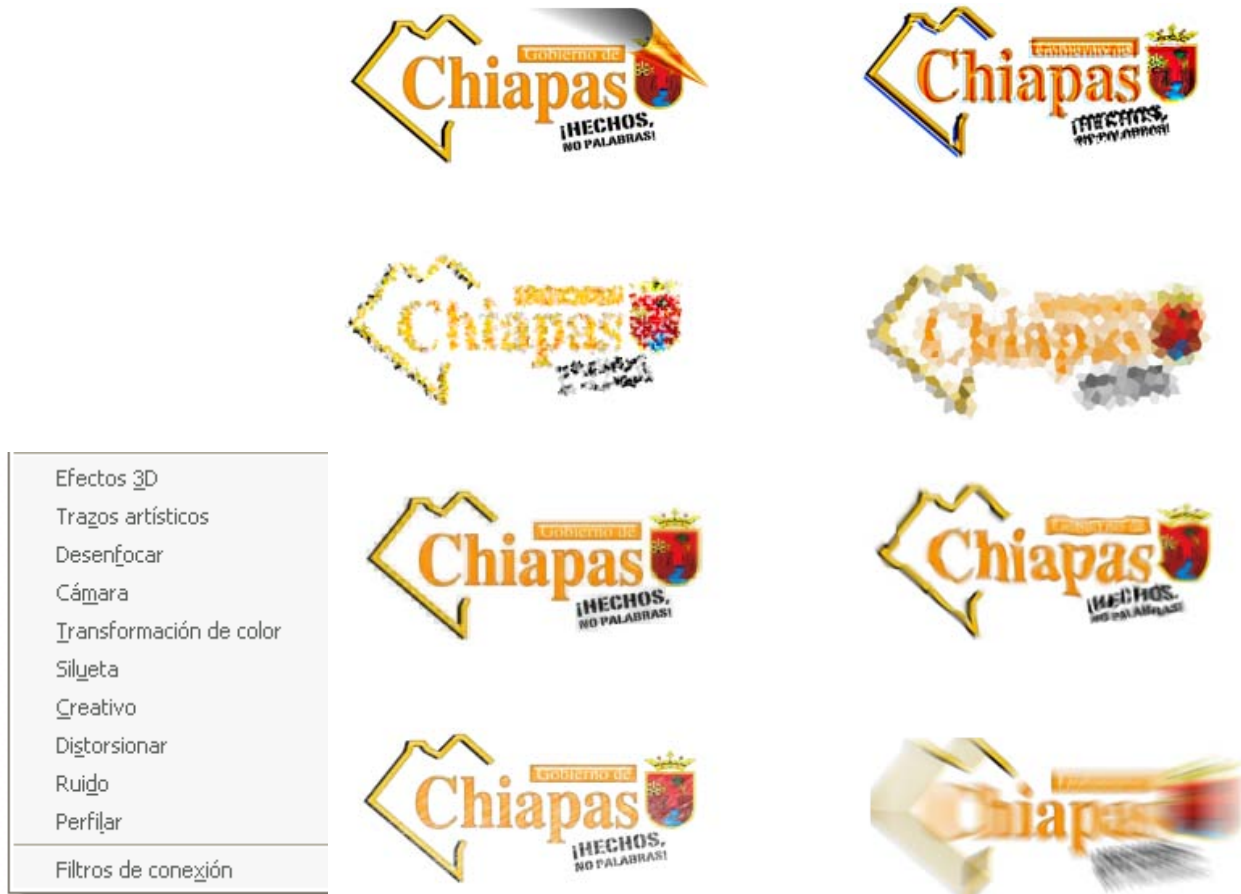 Gobierno de
Chiapas
¡HECHOS,
NO PALABRAS!
Chiapas
Chiapas
Chiapas
Efectos 3D
Trazos artísticos
Desenfocar
Cámara
Transformación de color
Silueta
Creativo
Distorsionar
Ruido
Perfilar
Filtros de conexión
Gobierno de
Chiapas
¡HECHOS,
NO PALABRAS!
Chiapas
¡HECHOS,
Gobierno de
Chiapas
¡HECHOS,
NO PALABRAS!